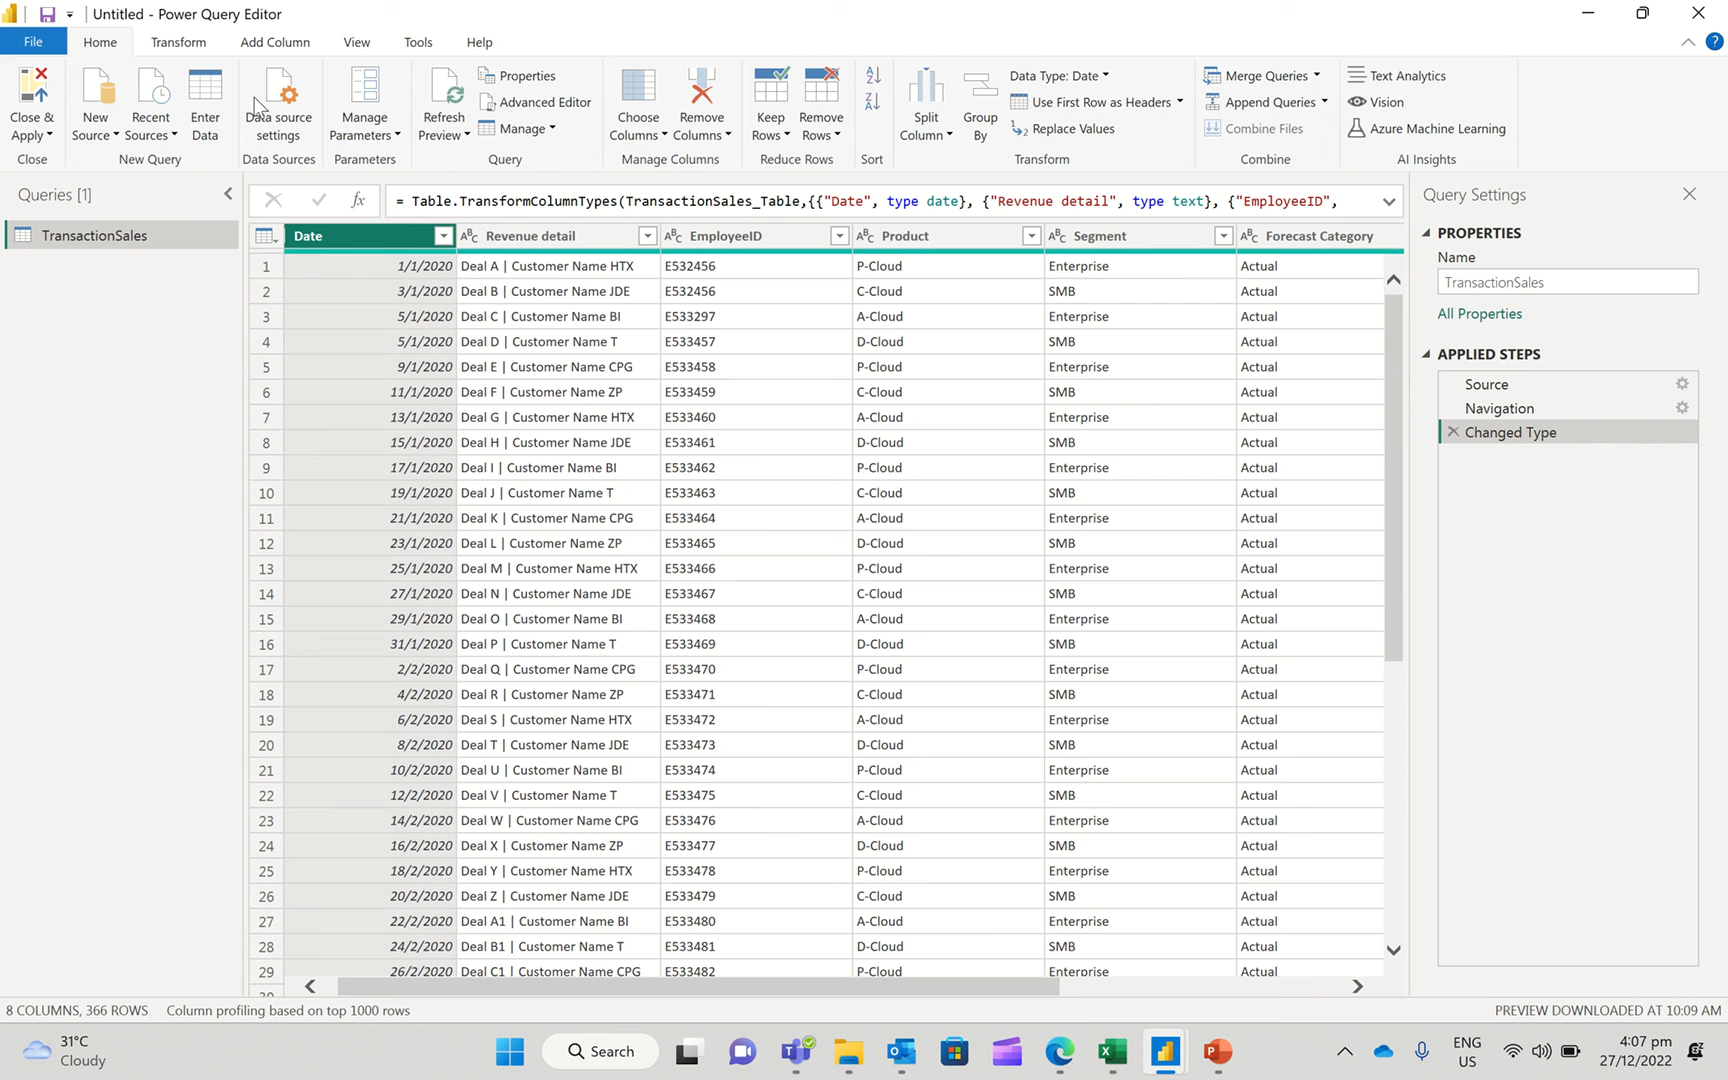 Untitled - Power Query Editor
File Home Transform Add Column View Tools Help
Close & Apply
New Source
Recent Sources
Enter Data
Data source settings
Manage Parameters
Refresh Preview
Properties
Advanced Editor
Manage
Choose Columns
Remove Columns
Keep Rows
Remove Rows
Split Column
Group By
Data Type: Date
Use First Row as Headers
Replace Values
Merge Queries
Append Queries
Combine Files
Text Analytics
Vision
Azure Machine Learning
Close New Query Data Sources Parameters Query Manage Columns Reduce Rows Sort Transform Combine AI Insights
Queries [1]
TransactionSales
fx = Table.TransformColumnTypes(TransactionSales_Table,{{"Date", type date}, {"Revenue detail", type text}, {"EmployeeID",
Date Revenue detail EmployeeID Product Segment Forecast Category
1 1/1/2020 Deal A | Customer Name HTX E532456 P-Cloud Enterprise Actual
2 3/1/2020 Deal B | Customer Name JDE E532456 C-Cloud SMB Actual
3 5/1/2020 Deal C | Customer Name BI E533297 A-Cloud Enterprise Actual
4 5/1/2020 Deal D | Customer Name T E533457 D-Cloud SMB Actual
5 9/1/2020 Deal E | Customer Name CPG E533458 P-Cloud Enterprise Actual
6 11/1/2020 Deal F | Customer Name ZP E533459 C-Cloud SMB Actual
7 13/1/2020 Deal G | Customer Name HTX E533460 A-Cloud Enterprise Actual
8 15/1/2020 Deal H | Customer Name JDE E533461 D-Cloud SMB Actual
9 17/1/2020 Deal I | Customer Name BI E533462 P-Cloud Enterprise Actual
10 19/1/2020 Deal J | Customer Name T E533463 C-Cloud SMB Actual
11 21/1/2020 Deal K | Customer Name CPG E533464 A-Cloud Enterprise Actual
12 23/1/2020 Deal L | Customer Name ZP E533465 D-Cloud SMB Actual
13 25/1/2020 Deal M | Customer Name HTX E533466 P-Cloud Enterprise Actual
14 27/1/2020 Deal N | Customer Name JDE E533467 C-Cloud SMB Actual
15 29/1/2020 Deal O | Customer Name BI E533468 A-Cloud Enterprise Actual
16 31/1/2020 Deal P | Customer Name T E533469 D-Cloud SMB Actual
17 2/2/2020 Deal Q | Customer Name CPG E533470 P-Cloud Enterprise Actual
18 4/2/2020 Deal R | Customer Name ZP E533471 C-Cloud SMB Actual
19 6/2/2020 Deal S | Customer Name HTX E533472 A-Cloud Enterprise Actual
20 8/2/2020 Deal T | Customer Name JDE E533473 D-Cloud SMB Actual
21 10/2/2020 Deal U | Customer Name BI E533474 P-Cloud Enterprise Actual
22 12/2/2020 Deal V | Customer Name T E533475 C-Cloud SMB Actual
23 14/2/2020 Deal W | Customer Name CPG E533476 A-Cloud Enterprise Actual
24 16/2/2020 Deal X | Customer Name ZP E533477 D-Cloud SMB Actual
25 18/2/2020 Deal Y | Customer Name HTX E533478 P-Cloud Enterprise Actual
26 20/2/2020 Deal Z | Customer Name JDE E533479 C-Cloud SMB Actual
27 22/2/2020 Deal A1 | Customer Name BI E533480 A-Cloud Enterprise Actual
28 24/2/2020 Deal B1 | Customer Name T E533481 D-Cloud SMB Actual
29 26/2/2020 Deal C1 | Customer Name CPG E533482 P-Cloud Enterprise Actual
Query Settings
PROPERTIES
Name
TransactionSales
All Properties
APPLIED STEPS
Source
Navigation
Changed Type
8 COLUMNS, 366 ROWS Column profiling based on top 1000 rows PREVIEW DOWNLOADED AT 10:09 AM
31°C
Cloudy
Search
ENG
US
4:07 pm
27/12/2022